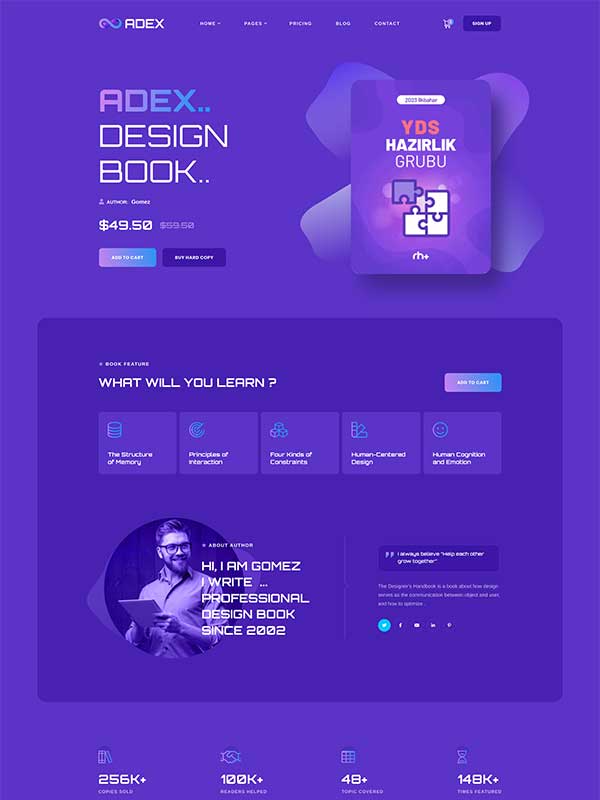 ADEX
HOME PAGES PRICING BLOG CONTACT
SIGN UP
ADEX..
DESIGN
BOOK..
AUTHOR: Gomez
$49.50 $59.50
ADD TO CART BUY HARD COPY
2023 İlkbahar
YDS
HAZIRLIK
GRUBU
rh+
BOOK FEATURE
WHAT WILL YOU LEARN ?
ADD TO CART
The Structure
of Memory
Principles of
Interaction
Four Kinds of
Constraints
Human-Centered
Design
Human Cognition
and Emotion
ABOUT AUTHOR
HI, I AM GOMEZ
I WRITE ...
PROFESSIONAL
DESIGN BOOK
SINCE 2002
I always believe "Help each other
grow together"
The Designer's Handbook is a book about how design
serves as the communication between object and user,
and how to optimize .
256K+
COPIES SOLD
100K+
READERS HELPED
48+
TOPIC COVERED
148K+
TIMES FEATURED